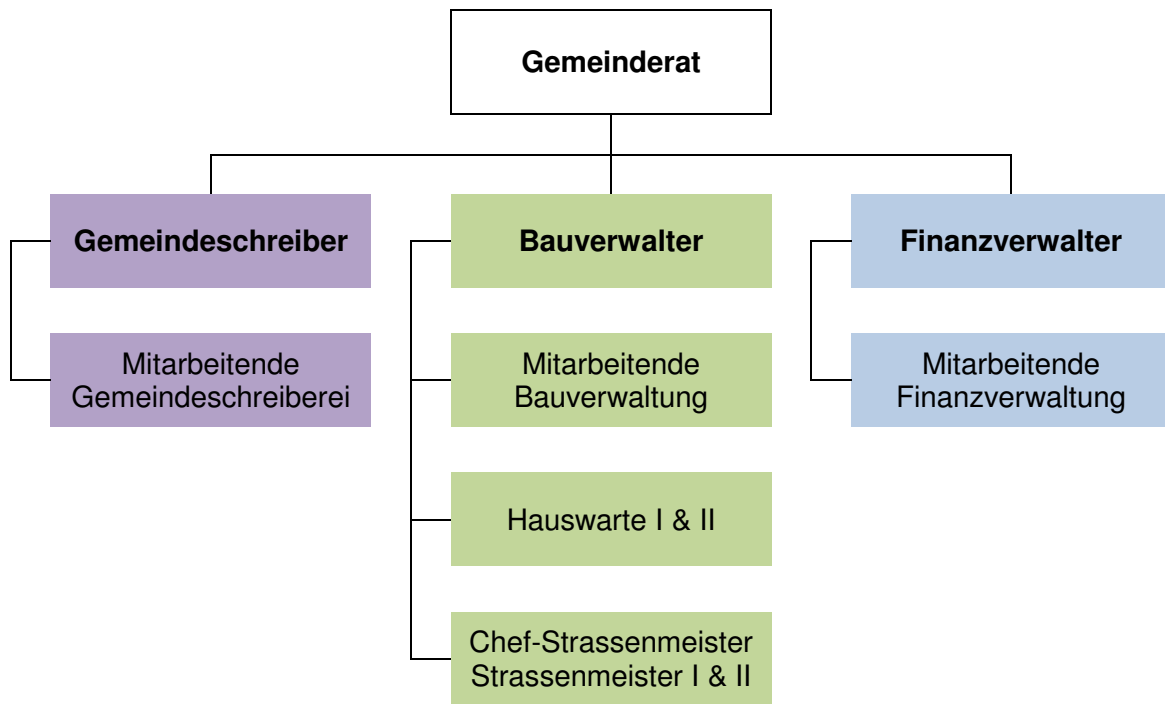 Gemeinderat
Gemeindeschreiber
Bauverwalter
Finanzverwalter
Mitarbeitende
Gemeindeschreiberei
Mitarbeitende
Bauverwaltung
Mitarbeitende
Finanzverwaltung
Hauswarte I & II
Chef-Strassenmeister
Strassenmeister I & II